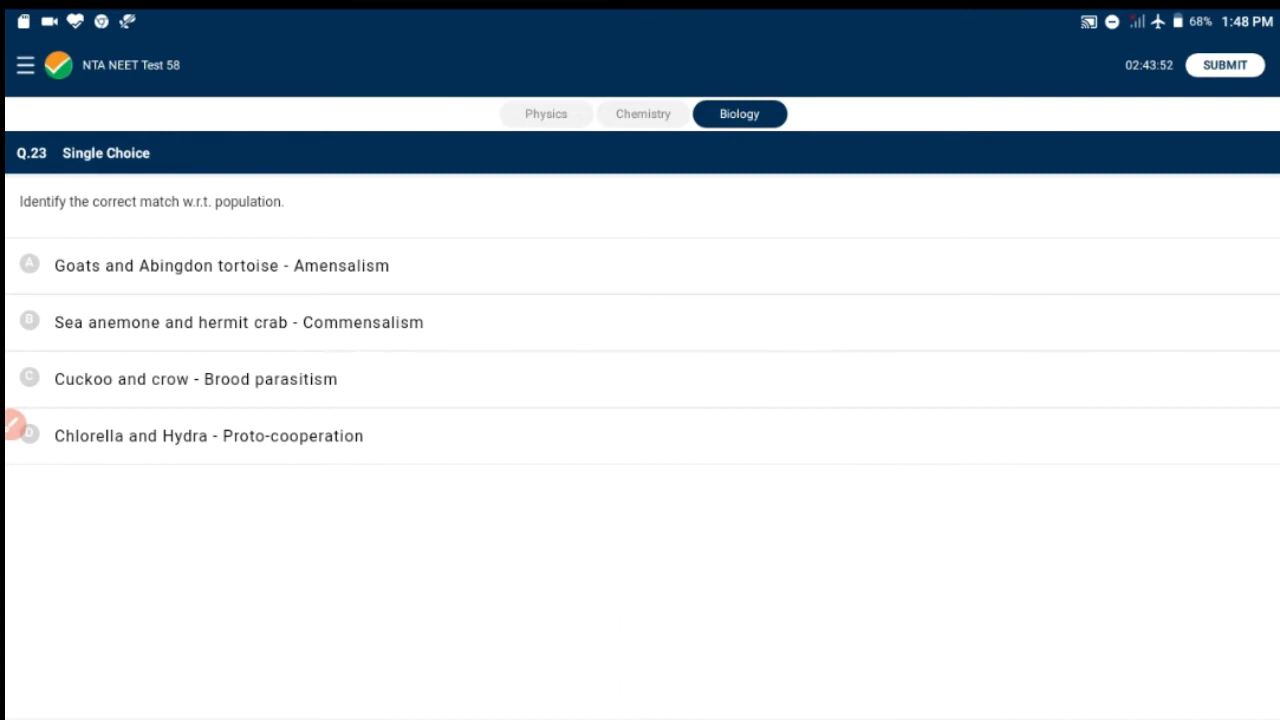 68% 1:48 PM
NTA NEET Test 58
02:43:52 SUBMIT
Physics Chemistry Biology
Q.23 Single Choice
Identify the correct match w.r.t. population.
A Goats and Abingdon tortoise - Amensalism
B Sea anemone and hermit crab - Commensalism
C Cuckoo and crow - Brood parasitism
D Chlorella and Hydra - Proto-cooperation